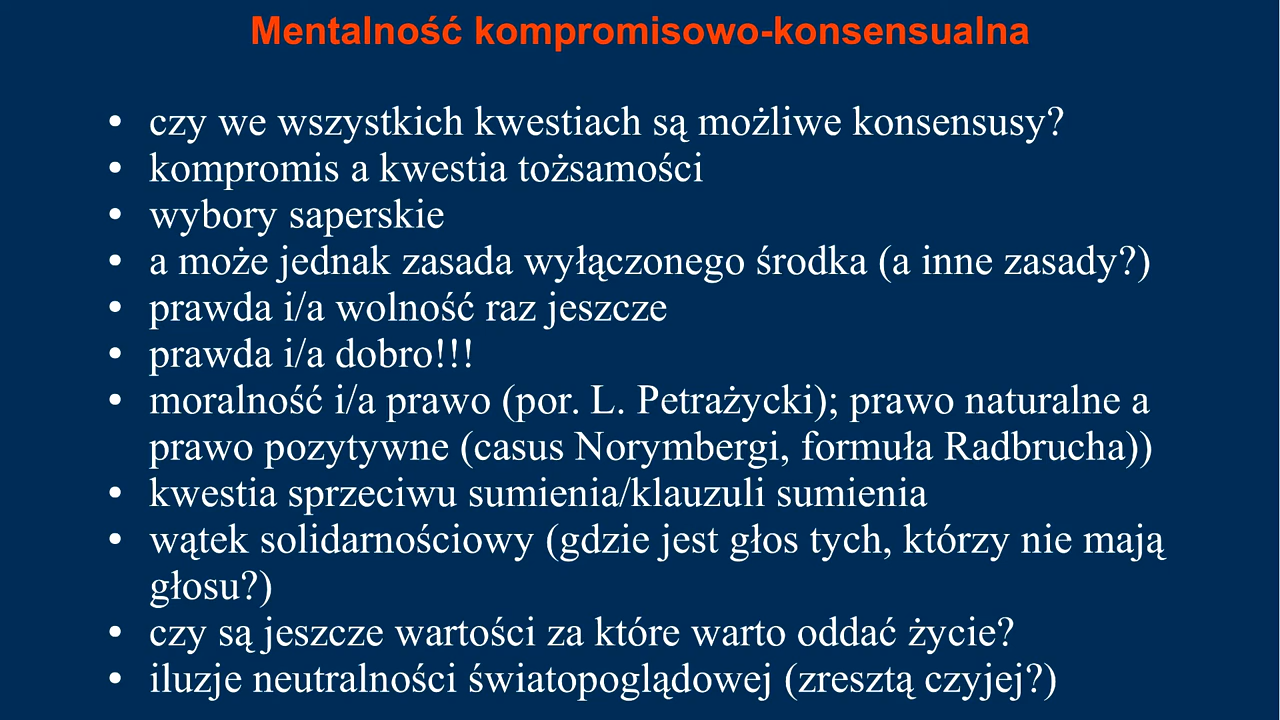 Mentalność kompromisowo-konsensualna
• czy we wszystkich kwestiach są możliwe konsensusy?
• kompromis a kwestia tożsamości
• wybory saperskie
• a może jednak zasada wyłączonego środka (a inne zasady?)
• prawda i/a wolność raz jeszcze
• prawda i/a dobro!!!
• moralność i/a prawo (por. L. Petrażycki); prawo naturalne a
prawo pozytywne (casus Norymbergi, formuła Radbrucha))
• kwestia sprzeciwu sumienia/klauzuli sumienia
• wątek solidarnościowy (gdzie jest głos tych, którzy nie mają
głosu?)
• czy są jeszcze wartości za które warto oddać życie?
• iluzje neutralności światopoglądowej (zresztą czyjej?)